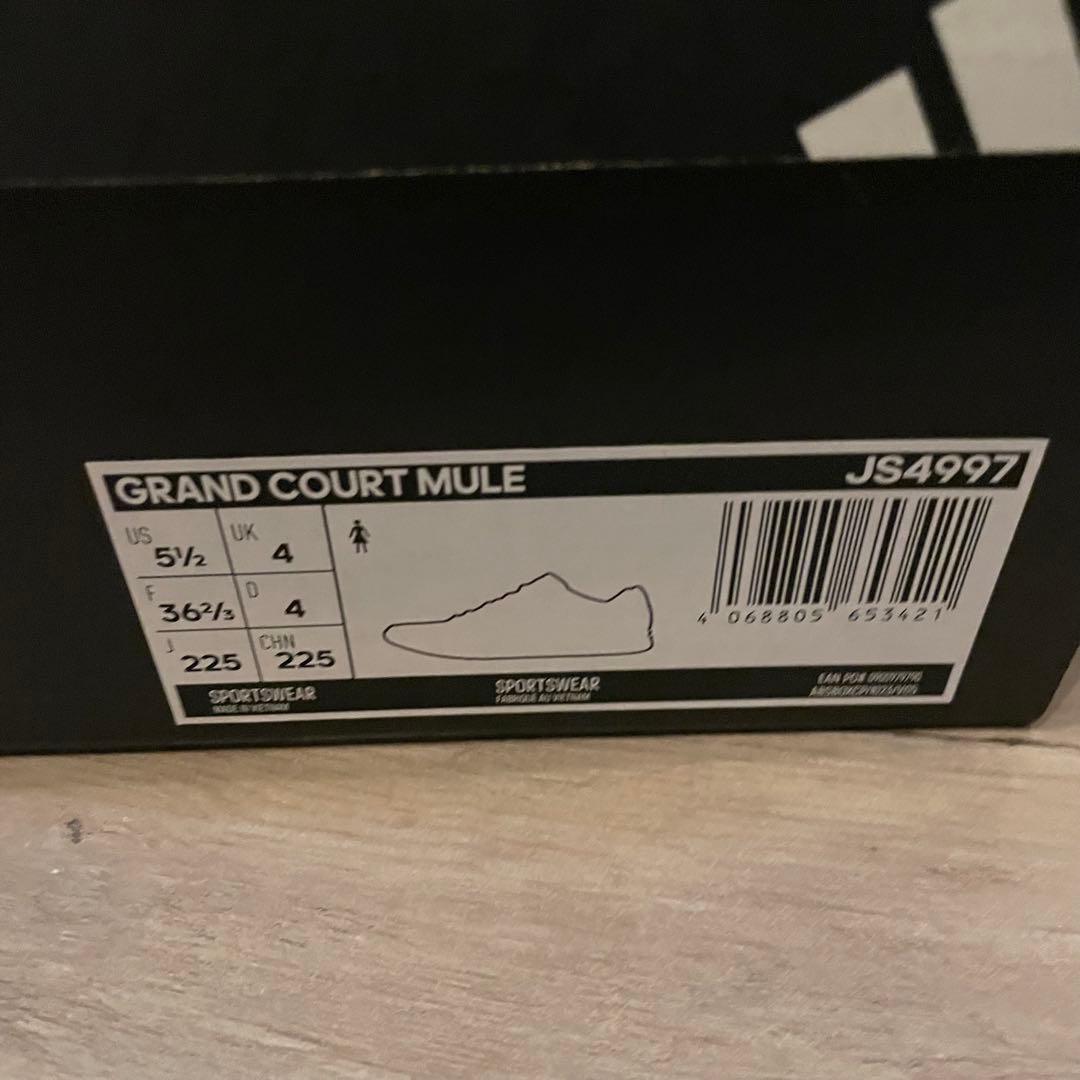 GRAND COURT MULE JS4997
US 5½ UK 4
F 36⅔ D 4
J 225 CHN 225
4 068805 653421
SPORTSWEAR SPORTSWEAR
MADE IN VIETNAM FABRIQUÉ AU VIETNAM